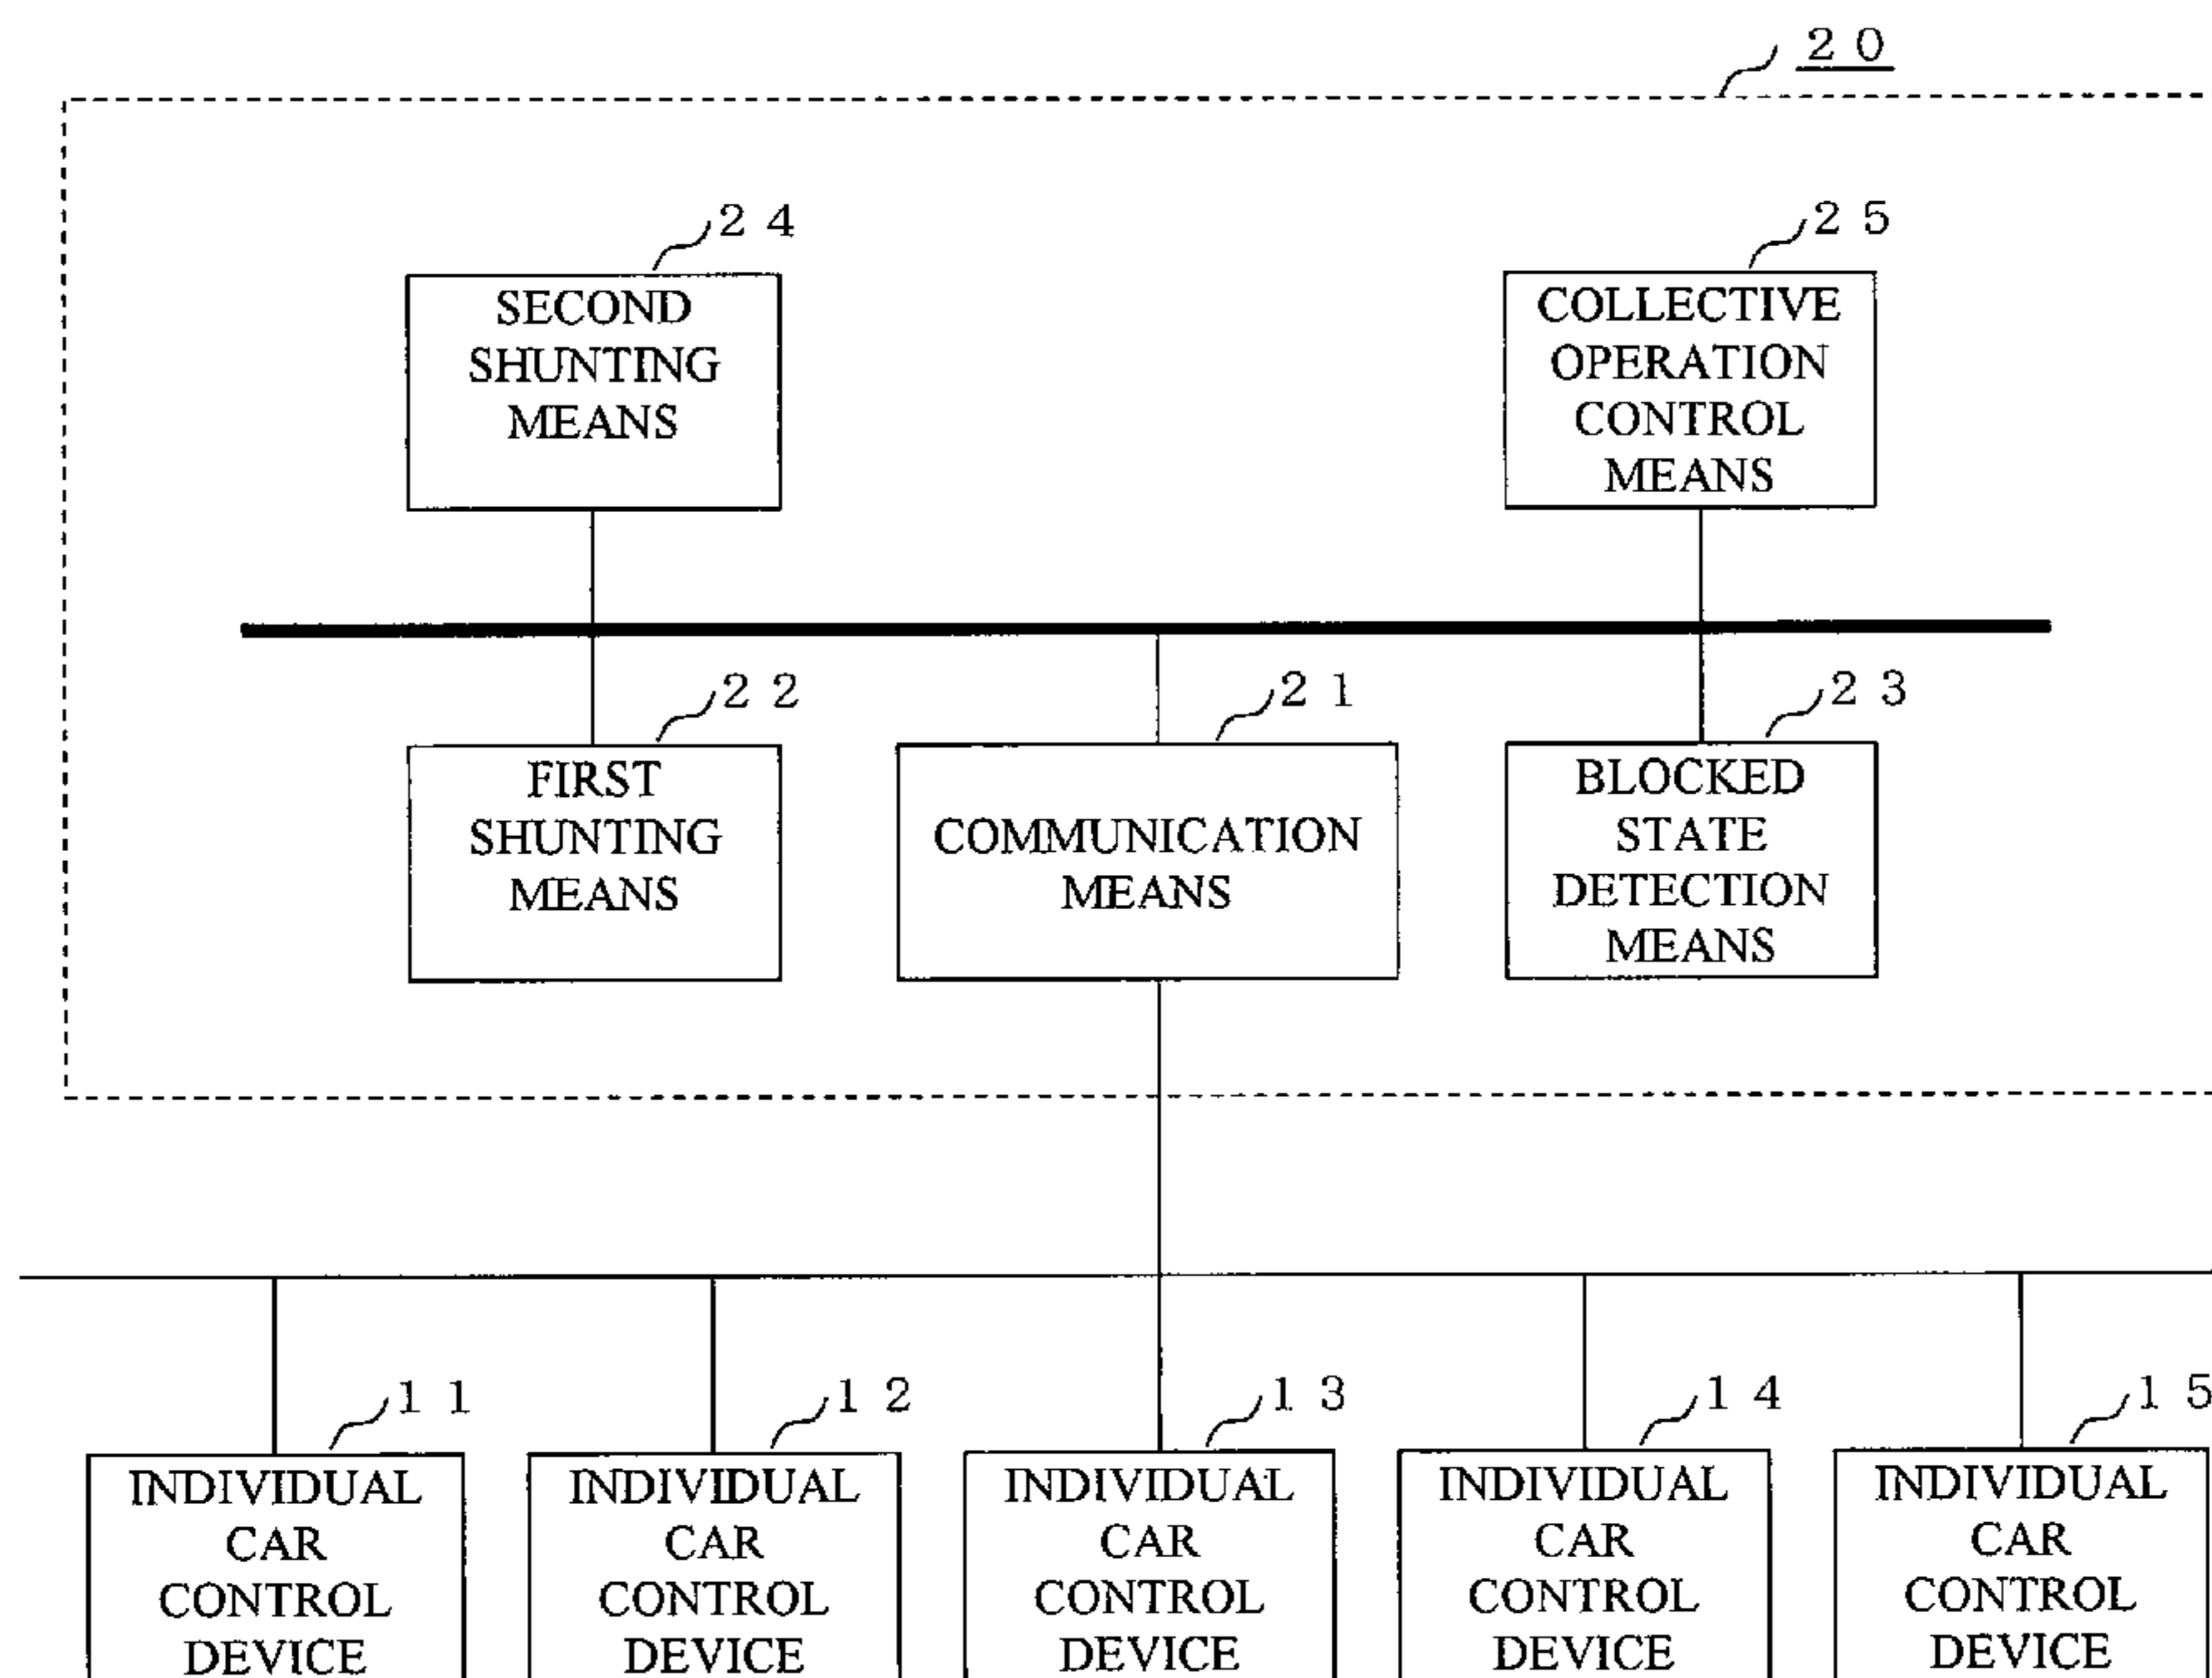 20
24
SECOND
SHUNTING
MEANS
25
COLLECTIVE
OPERATION
CONTROL
MEANS
22
FIRST
SHUNTING
MEANS
21
COMMUNICATION
MEANS
23
BLOCKED
STATE
DETECTION
MEANS
11
INDIVIDUAL
CAR
CONTROL
DEVICE
12
INDIVIDUAL
CAR
CONTROL
DEVICE
13
INDIVIDUAL
CAR
CONTROL
DEVICE
14
INDIVIDUAL
CAR
CONTROL
DEVICE
15
INDIVIDUAL
CAR
CONTROL
DEVICE